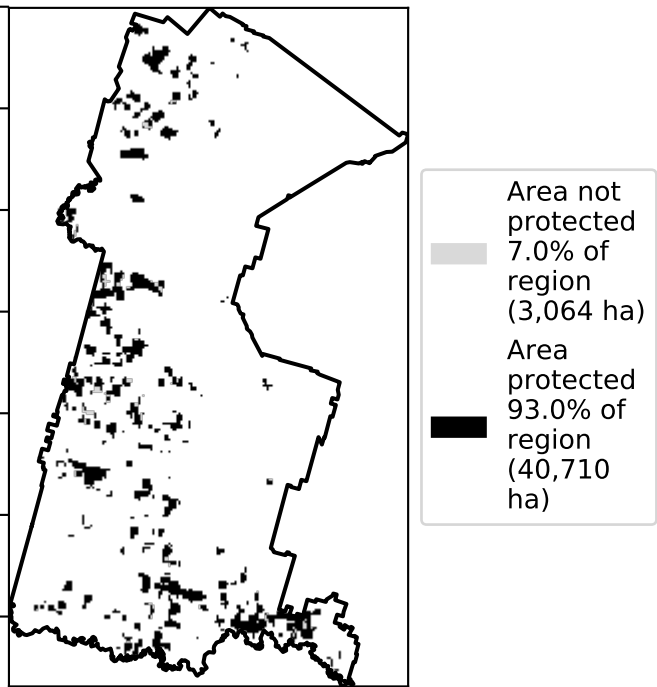 Area not
protected
7.0% of
region
(3,064 ha)
Area
protected
93.0% of
region
(40,710
ha)